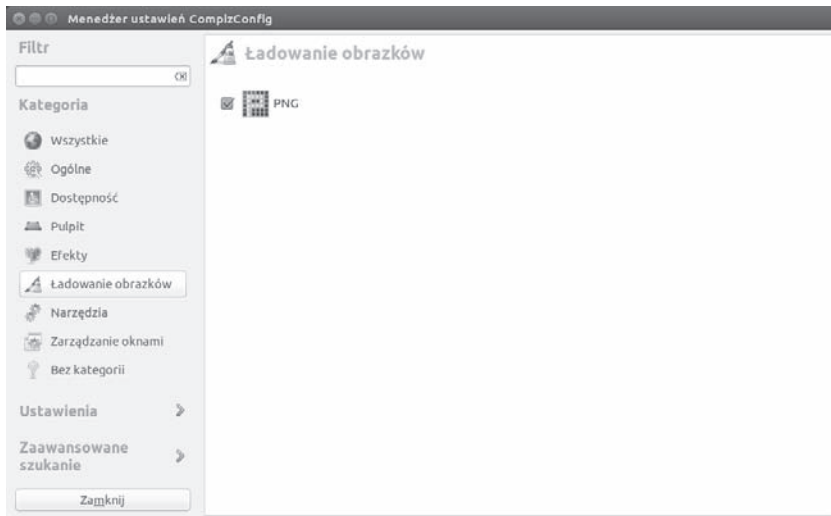 Menedżer ustawień CompizConfig
Filtr
Kategoria
Wszystkie
Ogólne
Dostępność
Pulpit
Efekty
Ładowanie obrazków
Narzędzia
Zarządzanie oknami
Bez kategorii
Ustawienia
Zaawansowane
szukanie
Zamknij
Ładowanie obrazków
PNG